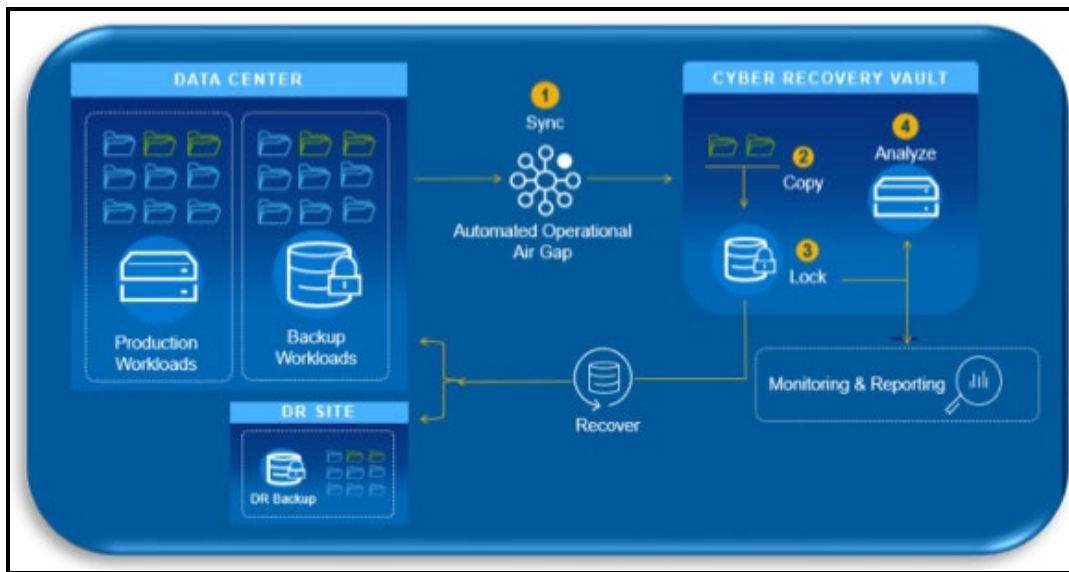 DATA CENTER
Production
Workloads
Backup
Workloads
1
Sync
Automated Operational
Air Gap
CYBER RECOVERY VAULT
2
Copy
3
Lock
4
Analyze
Monitoring & Reporting
Recover
DR SITE
DR Backup